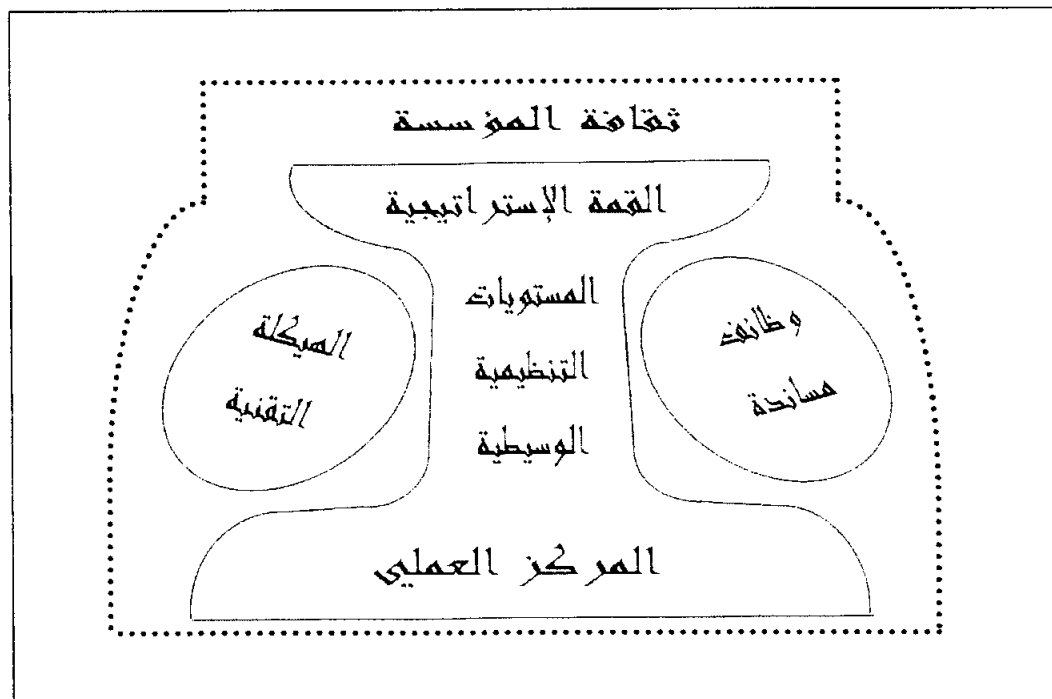 ثقافة المؤسسة
القمة الإستراتيجية
وظائف
مساندة
المستويات
التنظيمية
الوسيطية
الهيكلة
التقنية
المركز العملي